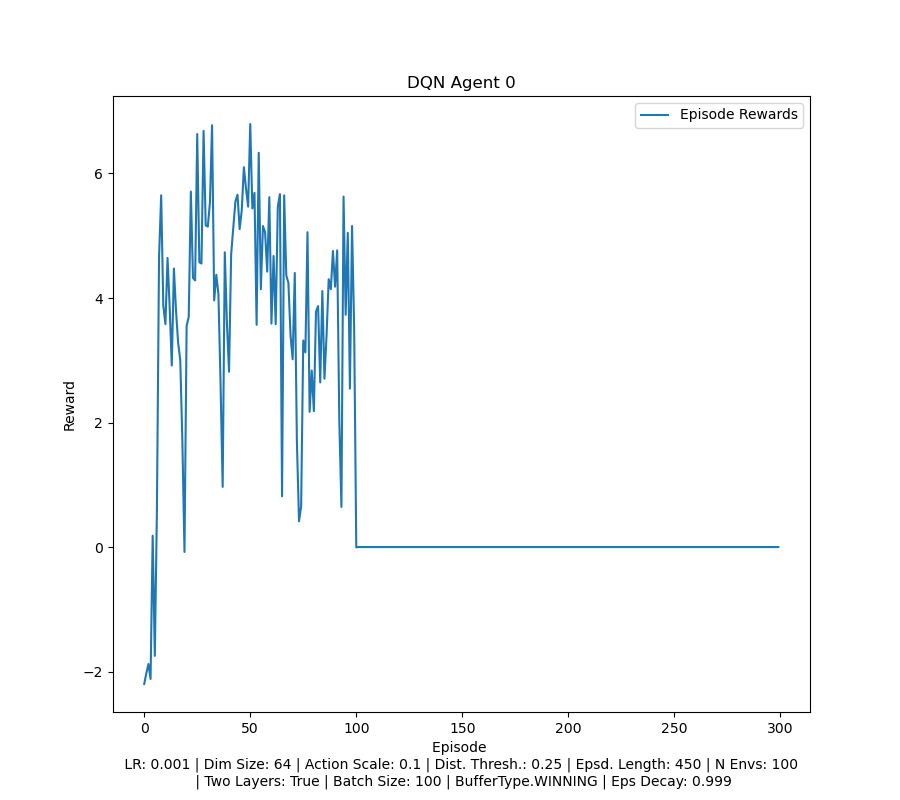 DQN Agent 0
Episode Rewards
6
4
2
0
−2
Reward
0 50 100 150 200 250 300
Episode
LR: 0.001 | Dim Size: 64 | Action Scale: 0.1 | Dist. Thresh.: 0.25 | Epsd. Length: 450 | N Envs: 100
| Two Layers: True | Batch Size: 100 | BufferType.WINNING | Eps Decay: 0.999